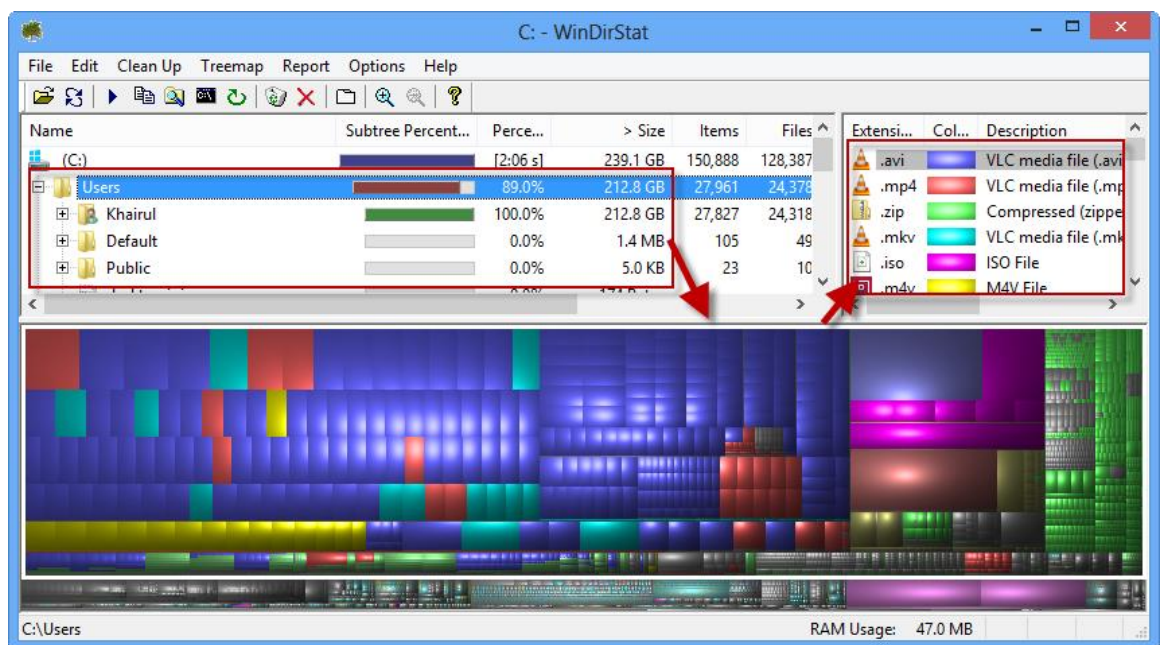 C: - WinDirStat
File Edit Clean Up Treemap Report Options Help
Name Subtree Percent... Perce... > Size Items Files
(C:) [2:06 s] 239.1 GB 150,888 128,387
Users 89.0% 212.8 GB 27,961 24,378
Khairul 100.0% 212.8 GB 27,827 24,318
Default 0.0% 1.4 MB 105 49
Public 0.0% 5.0 KB 23 10
Extensi... Col... Description
.avi VLC media file (.avi
.mp4 VLC media file (.mp
.zip Compressed (zippe
.mkv VLC media file (.mk
.iso ISO File
.m4v M4V File
C:\Users RAM Usage: 47.0 MB